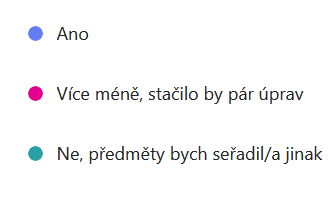 Ano
Více méně, stačilo by pár úprav
Ne, předměty bych seřadil/a jinak